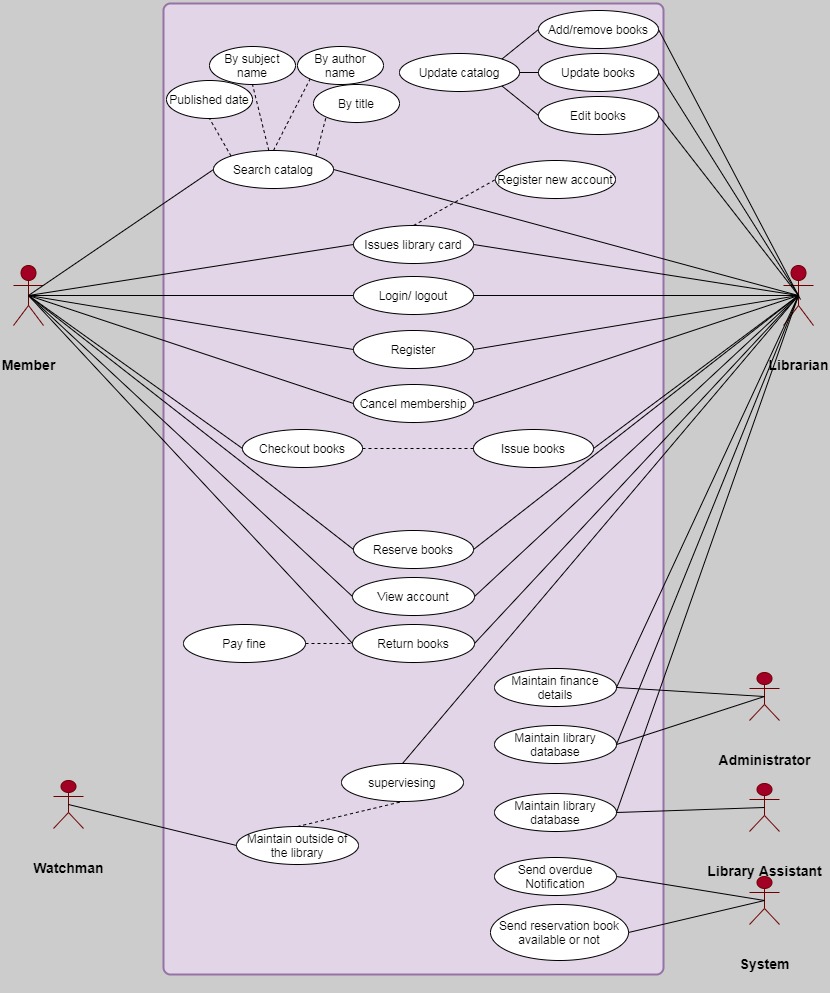 Add/remove books
By subject
name
By author
name
Update catalog
Update books
Published date
By title
Edit books
Search catalog
Register new account
Issues library card
Login/ logout
Member
Librarian
Register
Cancel membership
Checkout books
Issue books
Reserve books
View account
Pay fine
Return books
Maintain finance
details
Maintain library
database
Administrator
superviesing
Maintain library
database
Maintain outside of
the library
Watchman
Library Assistant
Send overdue
Notification
Send reservation book
available or not
System